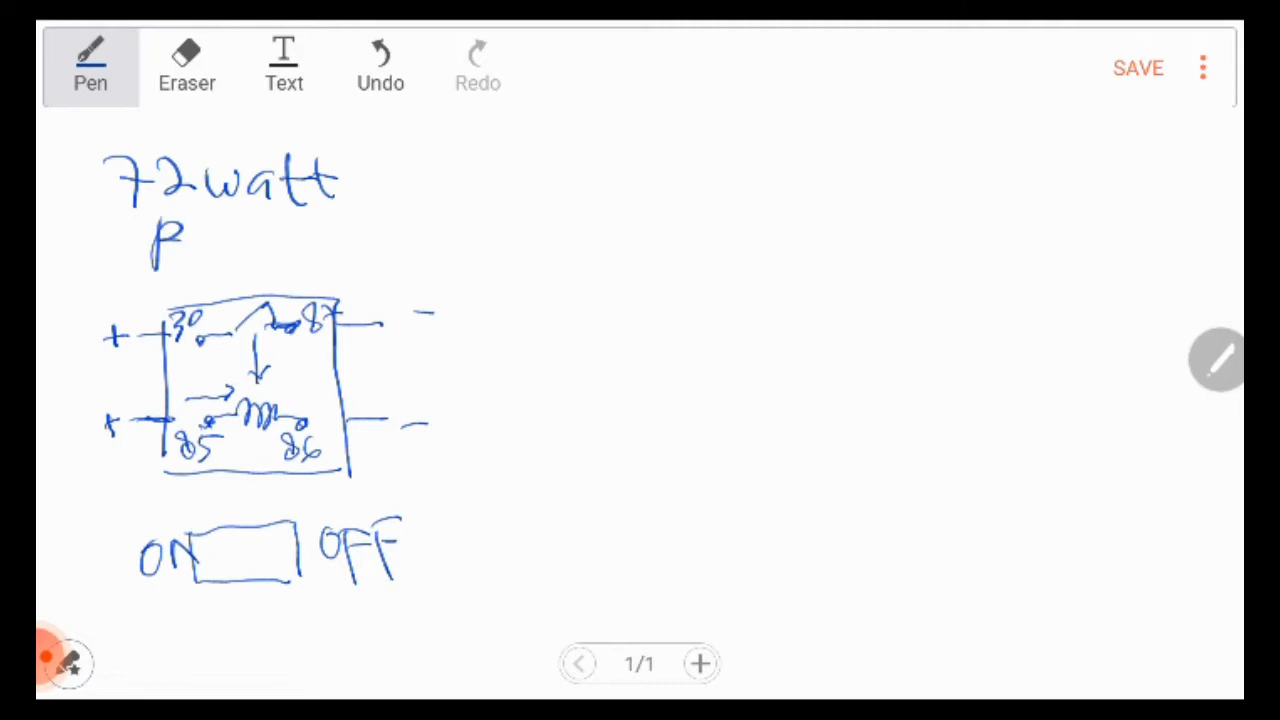 Pen Eraser Text Undo Redo SAVE
T
72watt
P
+ 30 87 -
+ 85 86 -
ON OFF
1/1